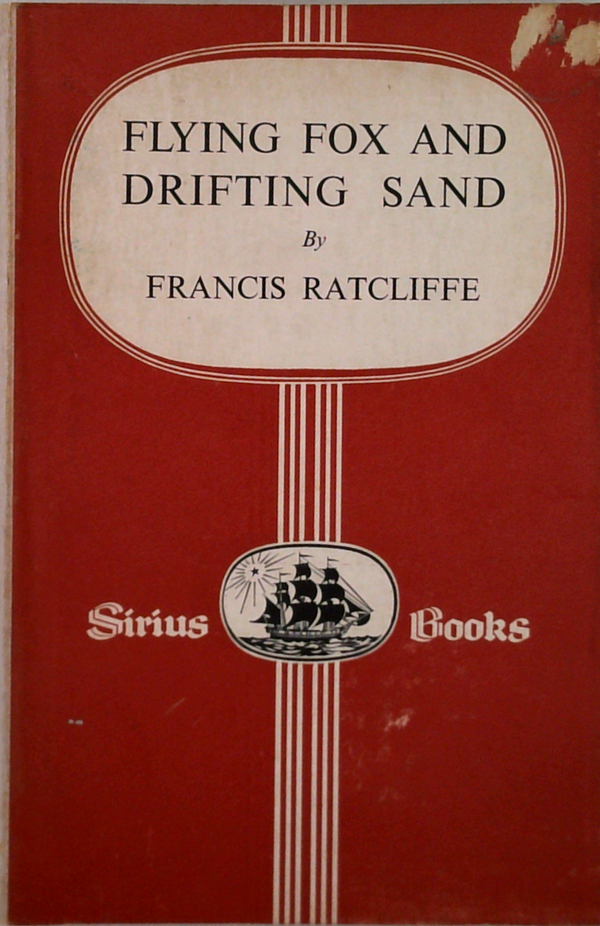 FLYING FOX AND
DRIFTING SAND
By
FRANCIS RATCLIFFE
Sirius Books